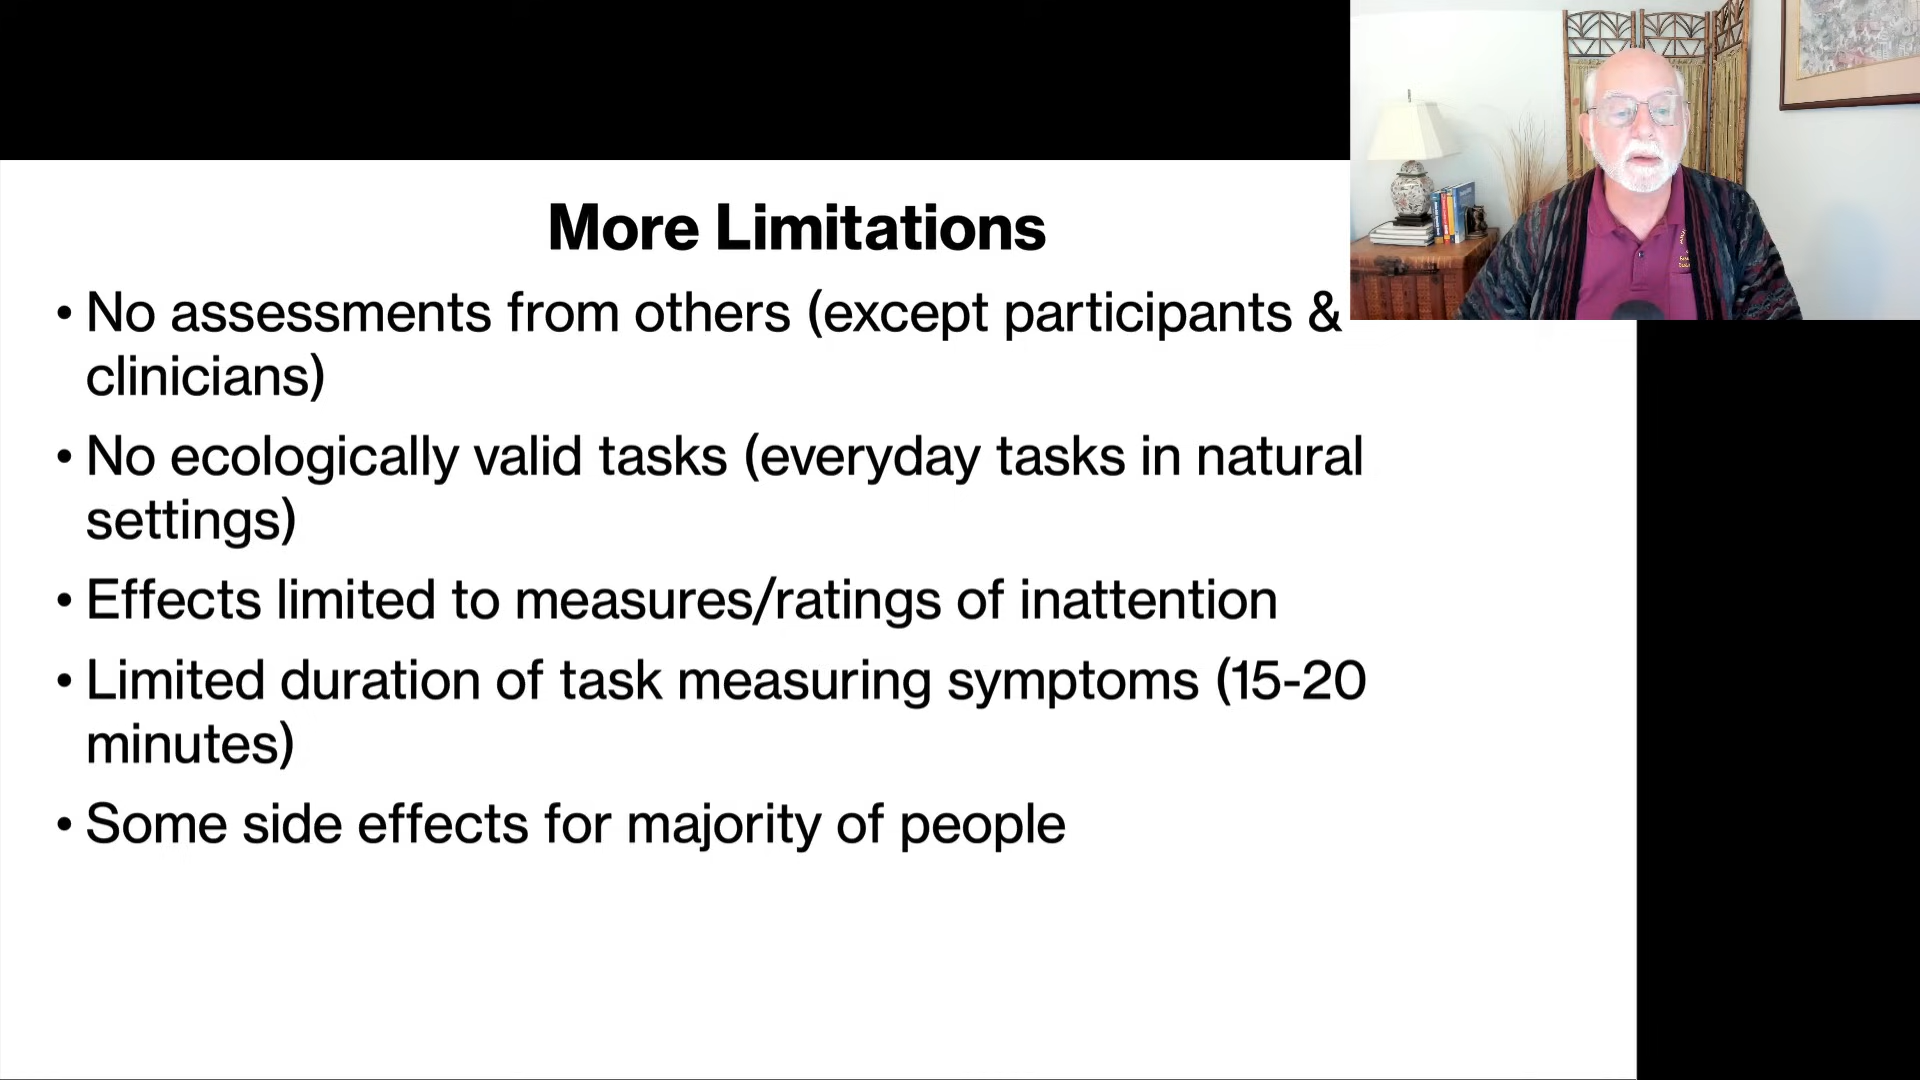 More Limitations
• No assessments from others (except participants &
clinicians)
• No ecologically valid tasks (everyday tasks in natural
settings)
• Effects limited to measures/ratings of inattention
• Limited duration of task measuring symptoms (15-20
minutes)
• Some side effects for majority of people